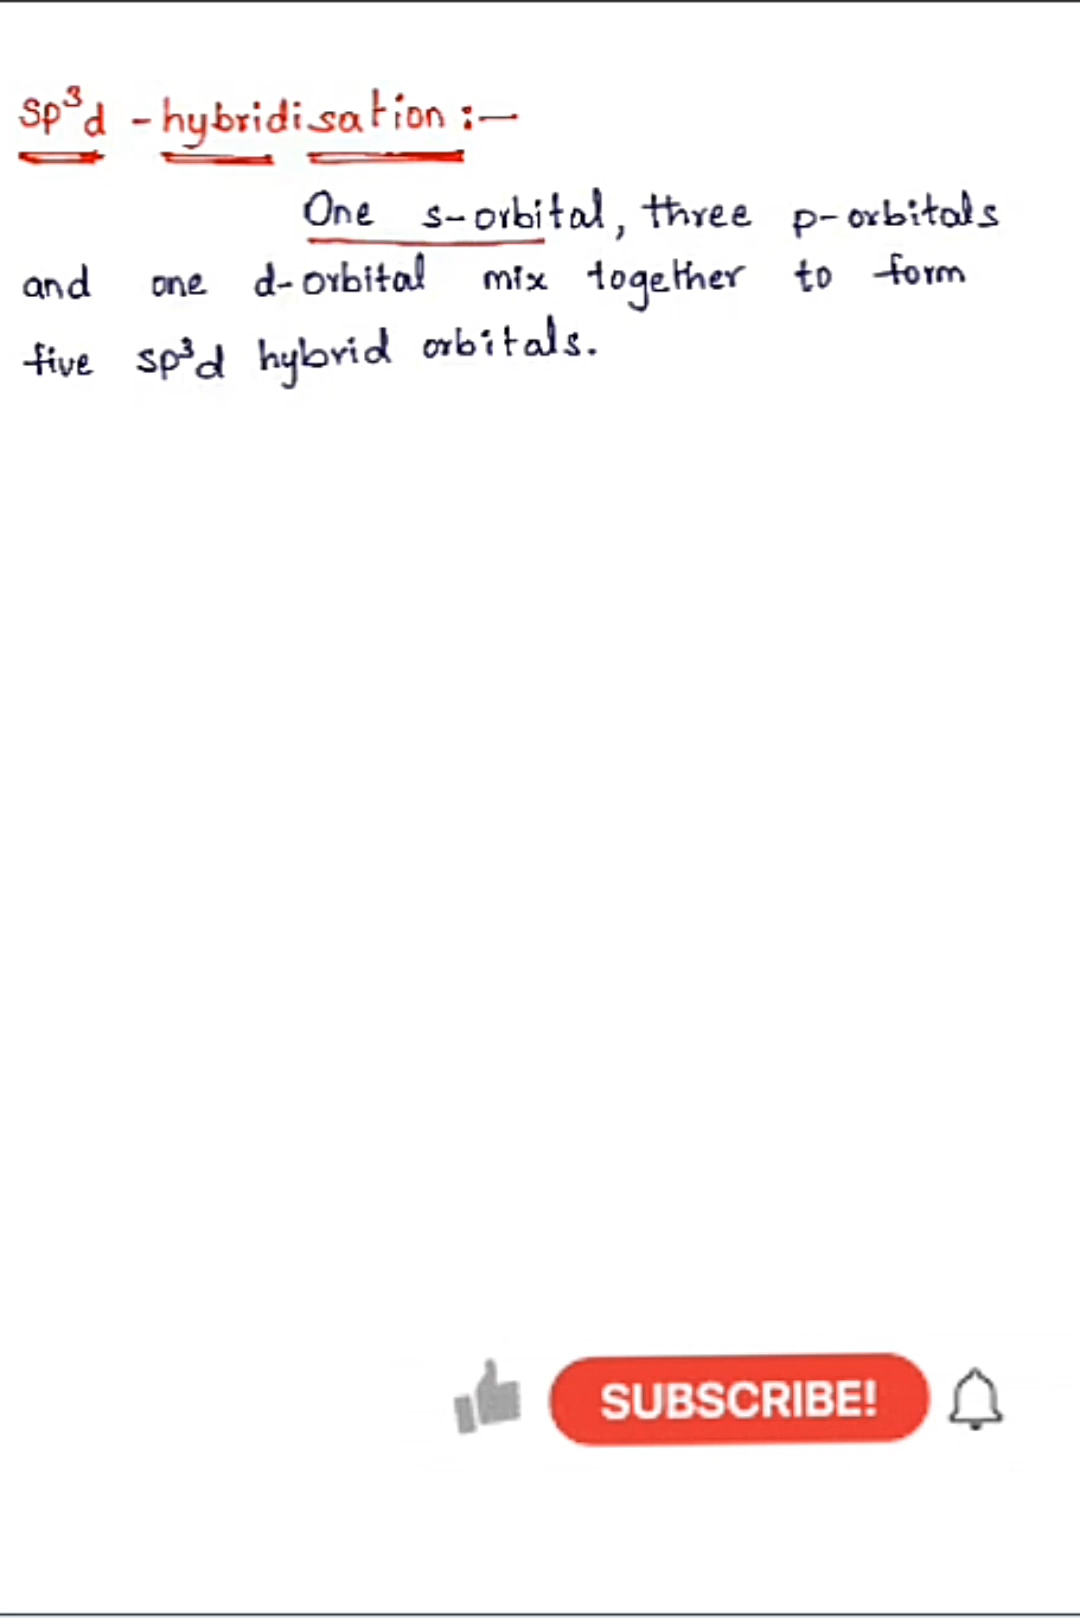 sp³d - hybridisation :-
One s-orbital, three p-orbitals
and one d-orbital mix together to form
five sp³d hybrid orbitals.
SUBSCRIBE!